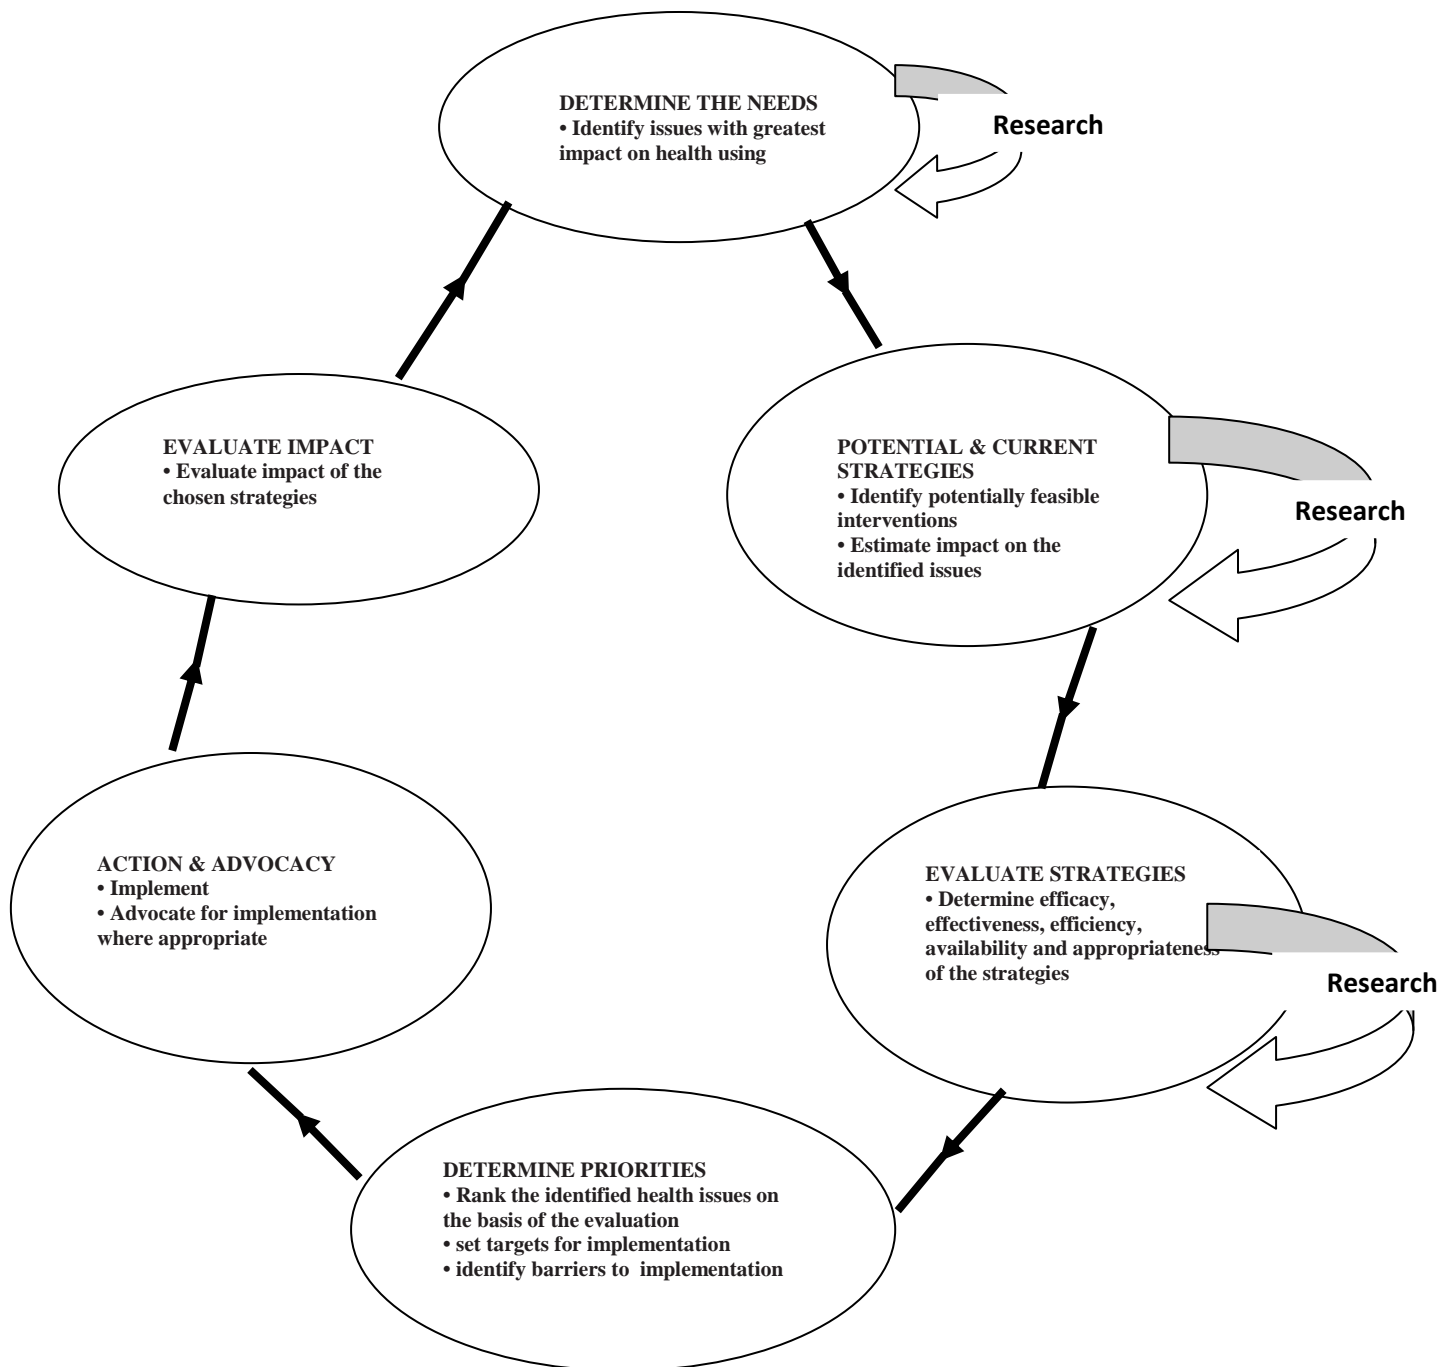 DETERMINE THE NEEDS
• Identify issues with greatest
impact on health using
Research
POTENTIAL & CURRENT
STRATEGIES
• Identify potentially feasible
interventions
• Estimate impact on the
identified issues
Research
EVALUATE STRATEGIES
• Determine efficacy,
effectiveness, efficiency,
availability and appropriateness
of the strategies
Research
DETERMINE PRIORITIES
• Rank the identified health issues on
the basis of the evaluation
• set targets for implementation
• identify barriers to implementation
ACTION & ADVOCACY
• Implement
• Advocate for implementation
where appropriate
EVALUATE IMPACT
• Evaluate impact of the
chosen strategies